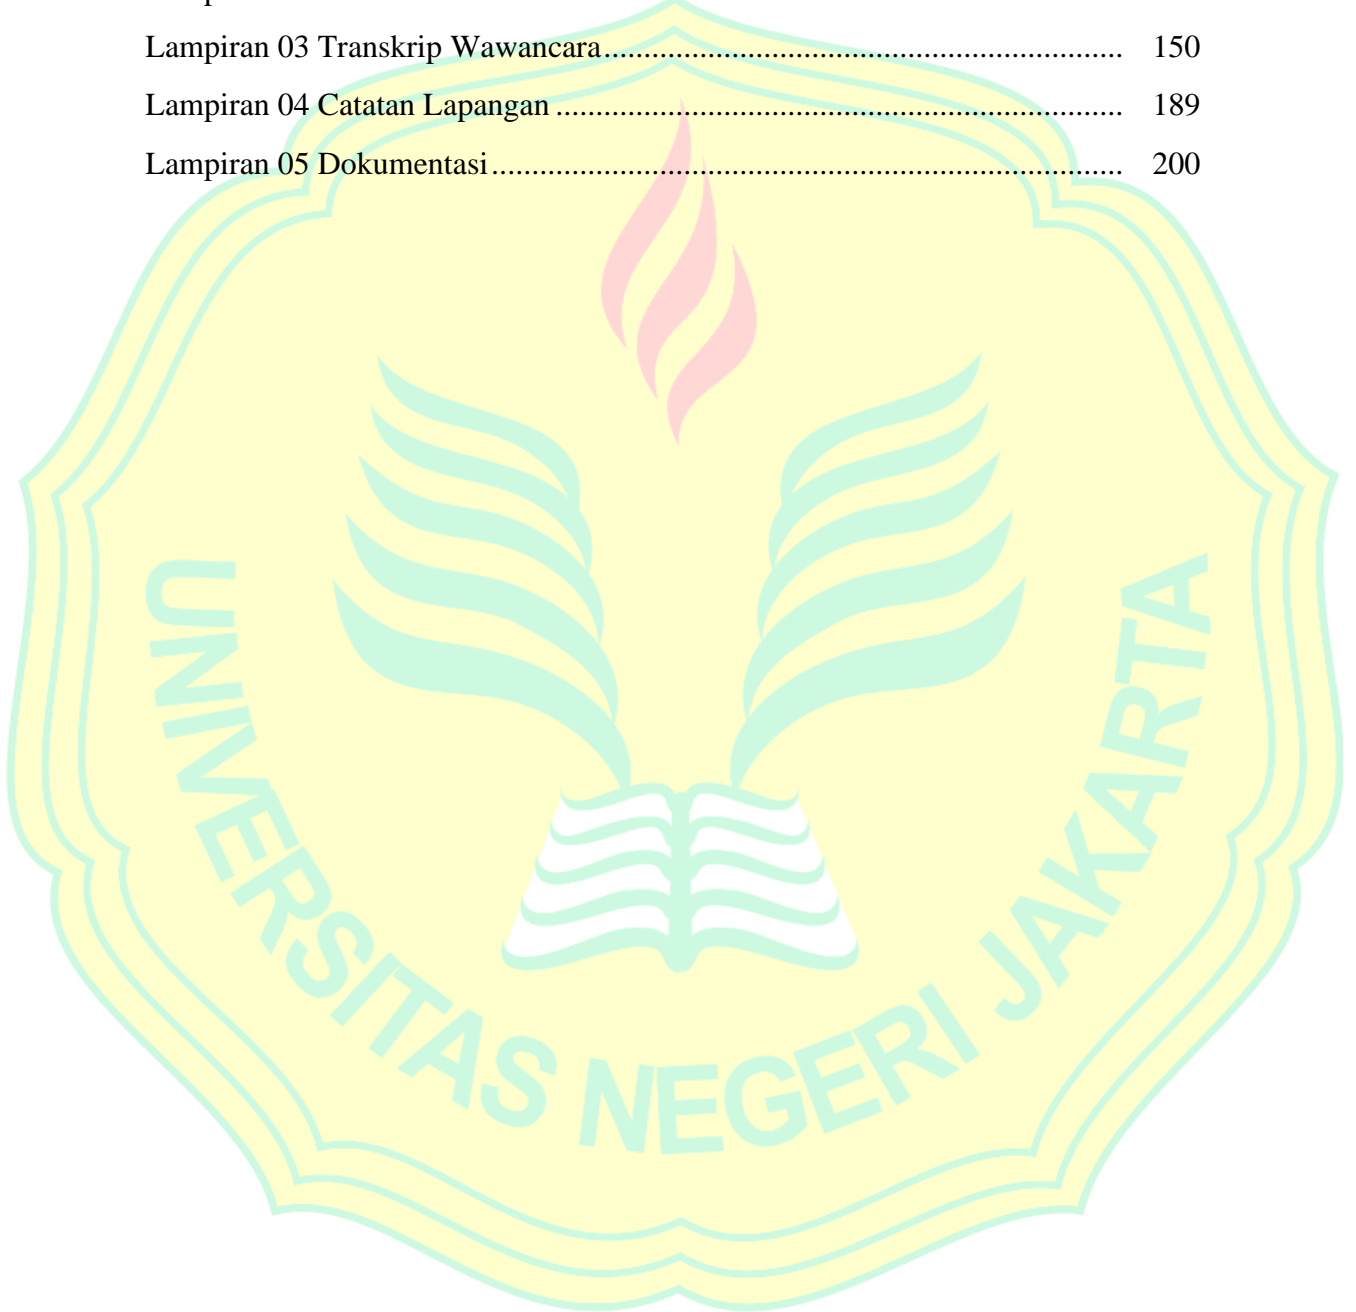 Lampiran 03 Transkrip Wawancara................................................................. 150
Lampiran 04 Catatan Lapangan ....................................................................... 189
Lampiran 05 Dokumentasi............................................................................... 200
UNIVERSITAS NEGERI JAKARTA